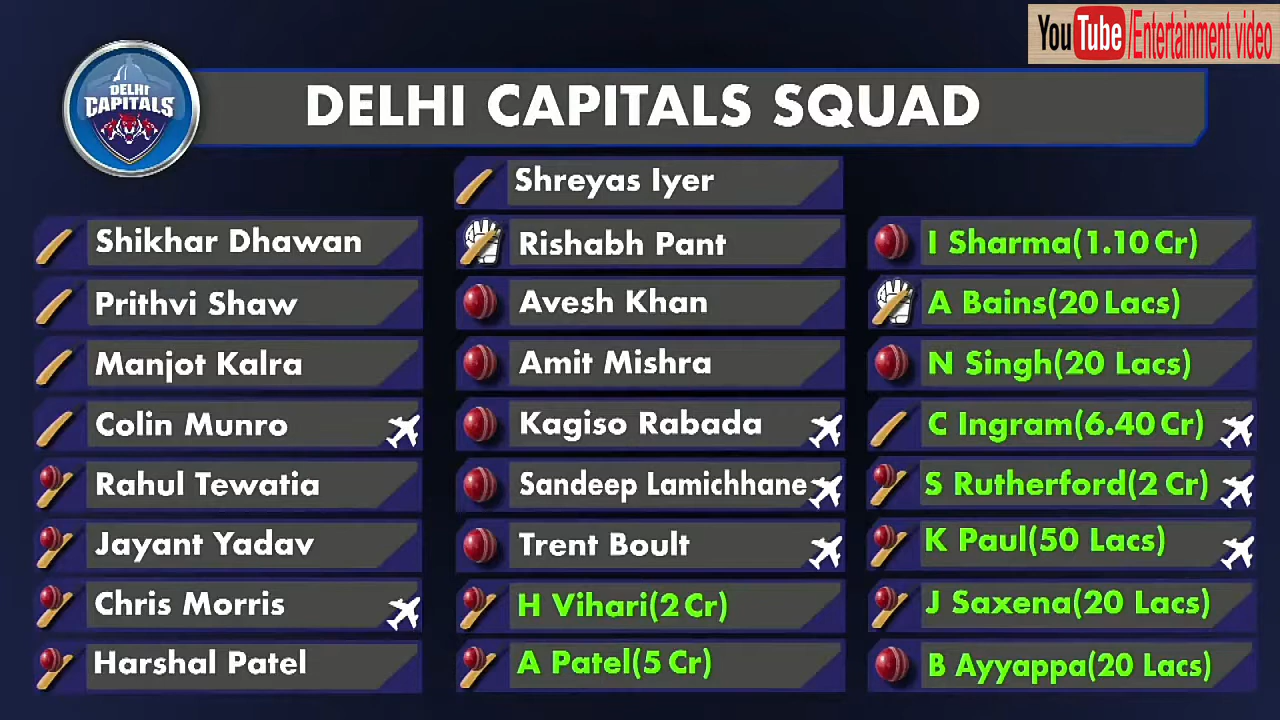 YouTube/Entertainment video
DELHI CAPITALS
DELHI CAPITALS SQUAD
Shreyas Iyer
Shikhar Dhawan
Prithvi Shaw
Manjot Kalra
Colin Munro
Rahul Tewatia
Jayant Yadav
Chris Morris
Harshal Patel
Rishabh Pant
Avesh Khan
Amit Mishra
Kagiso Rabada
Sandeep Lamichhane
Trent Boult
H Vihari(2 Cr)
A Patel(5 Cr)
I Sharma(1.10 Cr)
A Bains(20 Lacs)
N Singh(20 Lacs)
C Ingram(6.40 Cr)
S Rutherford(2 Cr)
K Paul(50 Lacs)
J Saxena(20 Lacs)
B Ayyappa(20 Lacs)